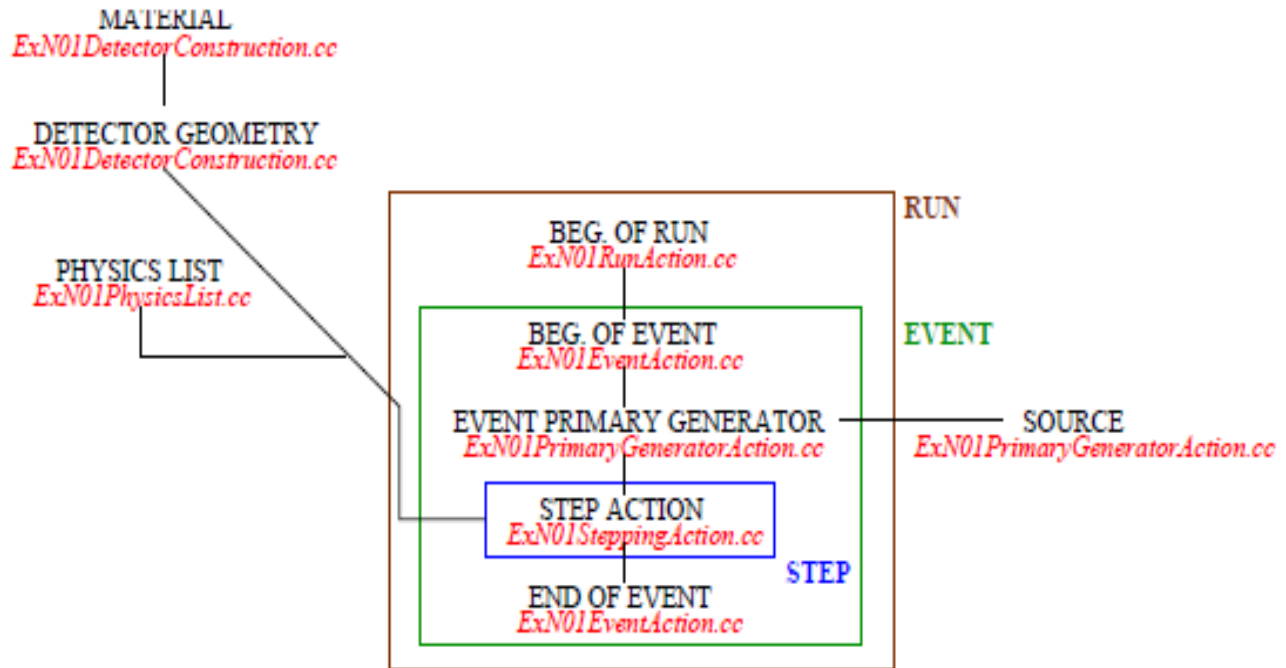 MATERIAL
ExN01DetectorConstruction.cc
DETECTOR GEOMETRY
ExN01DetectorConstruction.cc
PHYSICS LIST
ExN01PhysicsList.cc
RUN
BEG. OF RUN
ExN01RunAction.cc
EVENT
BEG. OF EVENT
ExN01EventAction.cc
EVENT PRIMARY GENERATOR
ExN01PrimaryGeneratorAction.cc
SOURCE
ExN01PrimaryGeneratorAction.cc
STEP ACTION
ExN01SteppingAction.cc
STEP
END OF EVENT
ExN01EventAction.cc